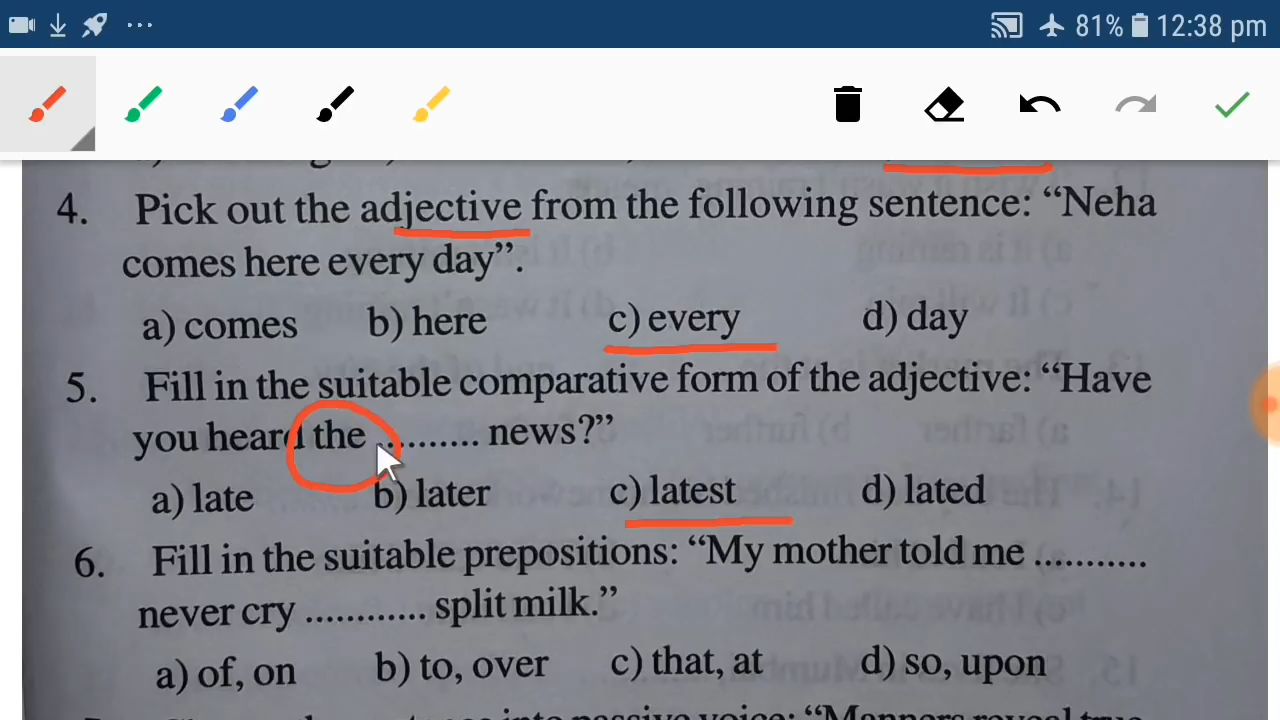 81% 12:38 pm
4. Pick out the adjective from the following sentence: “Neha
comes here every day”.
a) comes b) here c) every d) day
5. Fill in the suitable comparative form of the adjective: “Have
you heard the .......... news?”
a) late b) later c) latest d) lated
6. Fill in the suitable prepositions: “My mother told me ...........
never cry ............ split milk.”
a) of, on b) to, over c) that, at d) so, upon